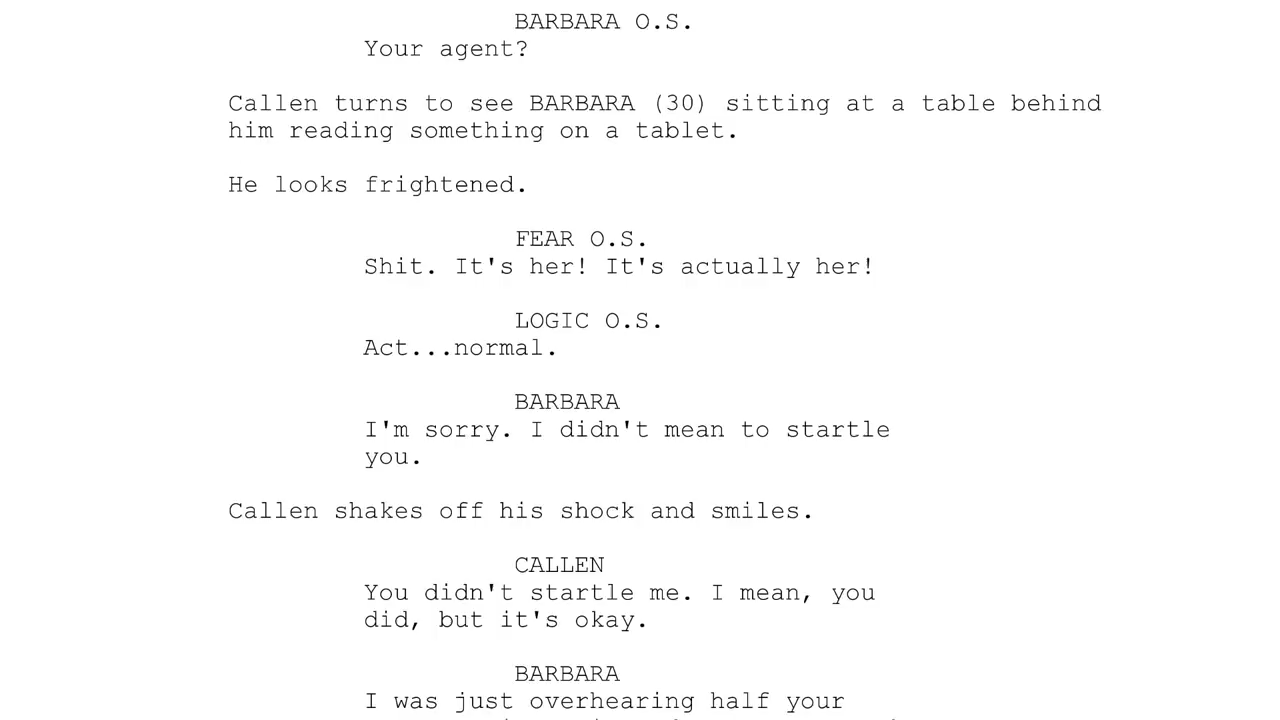 BARBARA O.S.
Your agent?
Callen turns to see BARBARA (30) sitting at a table behind
him reading something on a tablet.
He looks frightened.
FEAR O.S.
Shit. It's her! It's actually her!
LOGIC O.S.
Act...normal.
BARBARA
I'm sorry. I didn't mean to startle
you.
Callen shakes off his shock and smiles.
CALLEN
You didn't startle me. I mean, you
did, but it's okay.
BARBARA
I was just overhearing half your